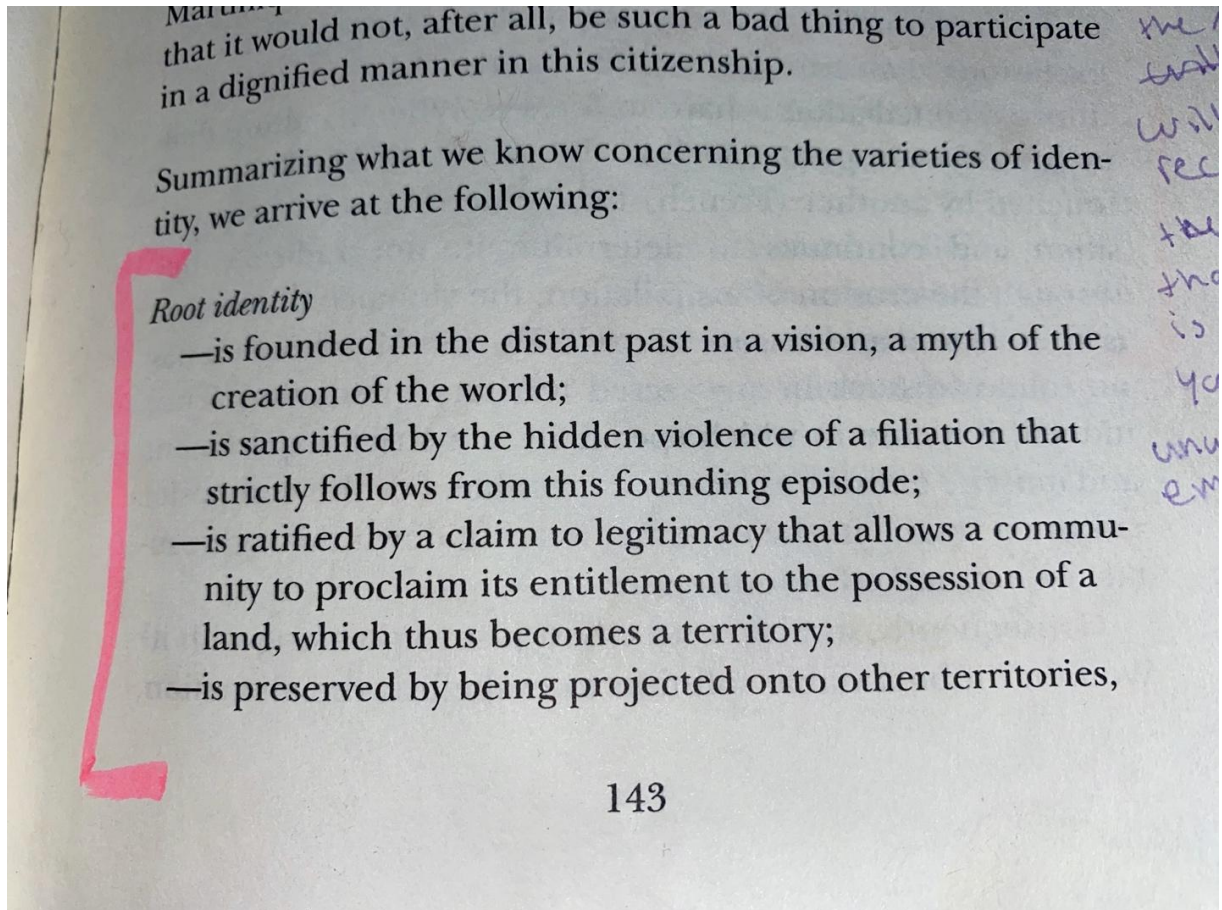 that it would not, after all, be such a bad thing to participate
in a dignified manner in this citizenship.
Summarizing what we know concerning the varieties of iden-
tity, we arrive at the following:
Root identity
—is founded in the distant past in a vision, a myth of the
creation of the world;
—is sanctified by the hidden violence of a filiation that
strictly follows from this founding episode;
—is ratified by a claim to legitimacy that allows a commu-
nity to proclaim its entitlement to the possession of a
land, which thus becomes a territory;
—is preserved by being projected onto other territories,
143
the
will
is